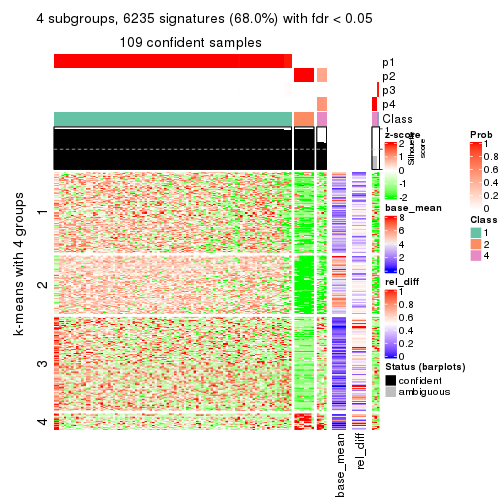 4 subgroups, 6235 signatures (68.0%) with fdr < 0.05
109 confident samples
p1
p2
p3
p4
Class
1
Silhouette
score
k-means with 4 groups
1
2
3
4
base_mean
rel_diff
z-score
2
1
0
-1
-2
base_mean
8
6
4
2
0
rel_diff
1
0.8
0.6
0.4
0.2
0
Status (barplots)
confident
ambiguous
Prob
1
0.8
0.6
0.4
0.2
0
Class
1
2
4